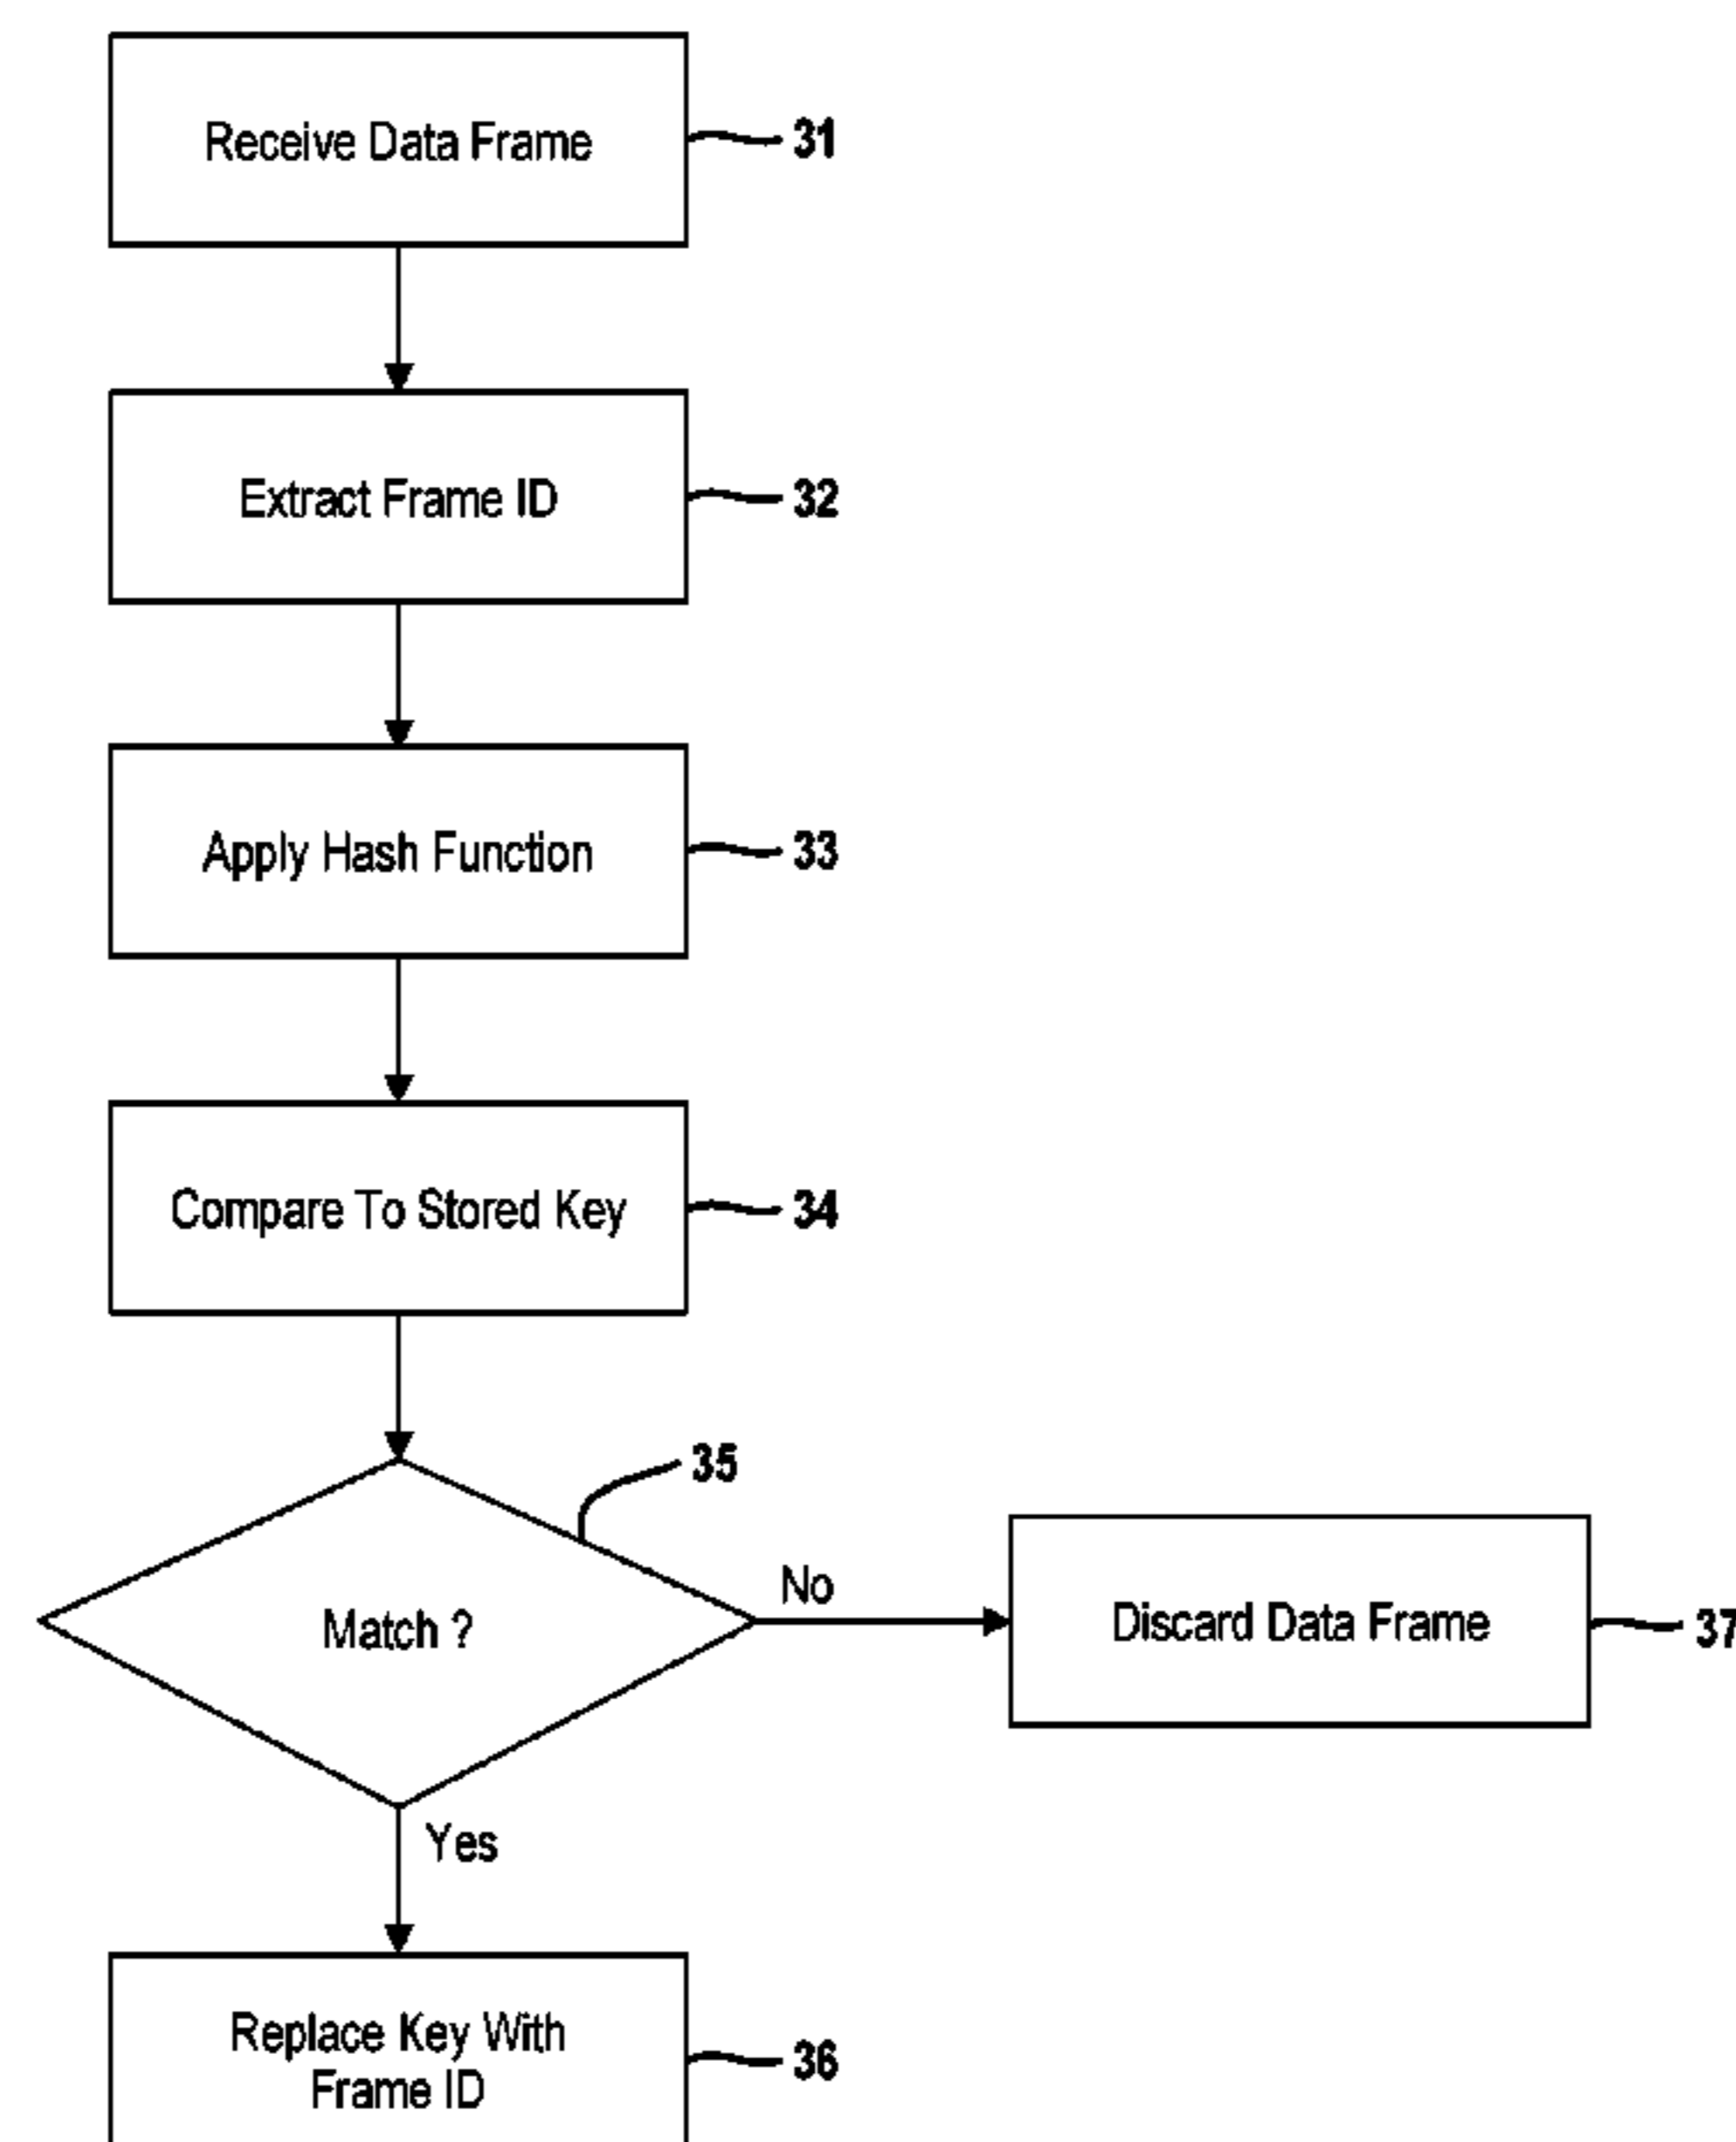 Receive Data Frame
31
Extract Frame ID
32
Apply Hash Function
33
Compare To Stored Key
34
35
Match ?
No
Discard Data Frame
37
Yes
Replace Key With
Frame ID
36